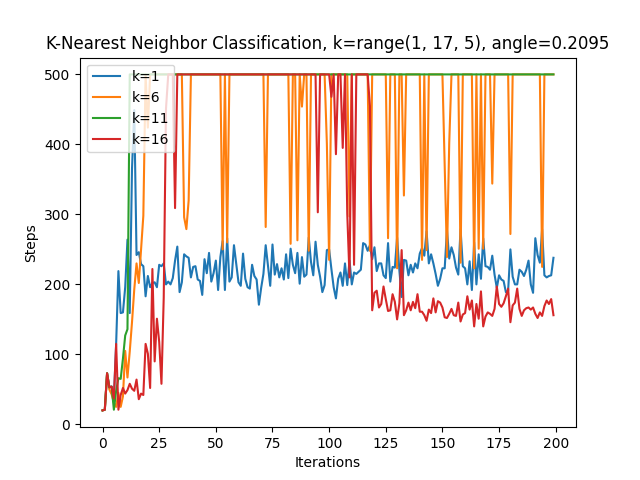 K-Nearest Neighbor Classification, k=range(1, 17, 5), angle=0.2095
500
400
300
200
100
0
Steps
k=1
k=6
k=11
k=16
0 25 50 75 100 125 150 175 200
Iterations